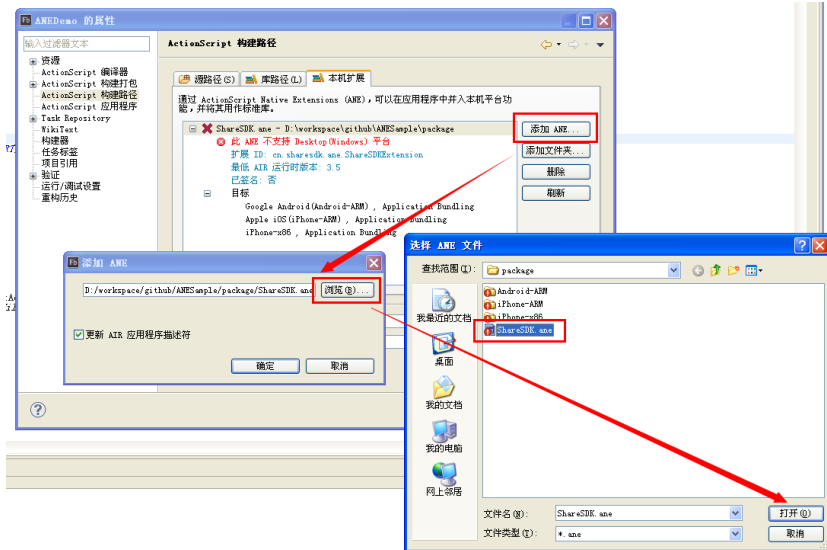 Fb ANEDemo 的属性
输入过滤器文本
资源
ActionScript 编译器
ActionScript 构建打包
ActionScript 构建路径
ActionScript 应用程序
Task Repository
WikiText
构建器
任务标签
项目引用
验证
运行/调试设置
重构历史
ActionScript 构建路径
源路径(S) 库路径(L) 本机扩展
通过 ActionScript Native Extensions (ANE)，可以在应用程序中并入本机平台功
能，并将其用作标准库。
ShareSDK.ane - D:\workspace\github\ANESample\package
此 ANE 不支持 Desktop(Windows) 平台
扩展 ID: cn.sharesdk.ane.ShareSDKExtension
最低 AIR 运行时版本: 3.5
已签名: 否
目标
Google Android(Android-ARM) , Application Bundling
Apple iOS(iPhone-ARM) , Application Bundling
iPhone-x86 , Application Bundling
添加 ANE...
添加文件夹...
删除
刷新
Fb 添加 ANE
D:/workspace/github/ANESample/package/ShareSDK.ane
浏览(B)...
更新 AIR 应用程序描述符
确定
取消
选择 ANE 文件
查找范围(I):
package
我最近的文档
桌面
我的文档
我的电脑
网上邻居
Android-ARM
iPhone-ARM
iPhone-x86
ShareSDK.ane
文件名(N):
ShareSDK.ane
打开(O)
文件类型(T):
*.ane
取消